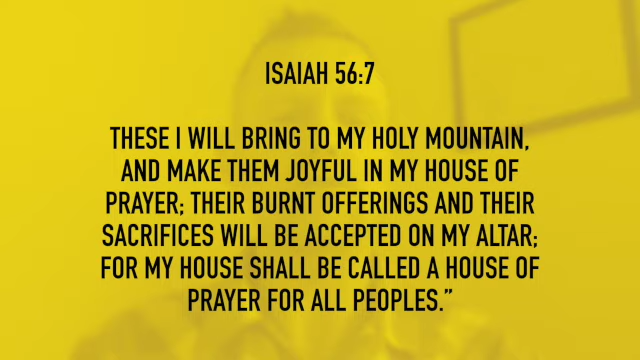 ISAIAH 56:7
THESE I WILL BRING TO MY HOLY MOUNTAIN,
AND MAKE THEM JOYFUL IN MY HOUSE OF
PRAYER; THEIR BURNT OFFERINGS AND THEIR
SACRIFICES WILL BE ACCEPTED ON MY ALTAR;
FOR MY HOUSE SHALL BE CALLED A HOUSE OF
PRAYER FOR ALL PEOPLES.”